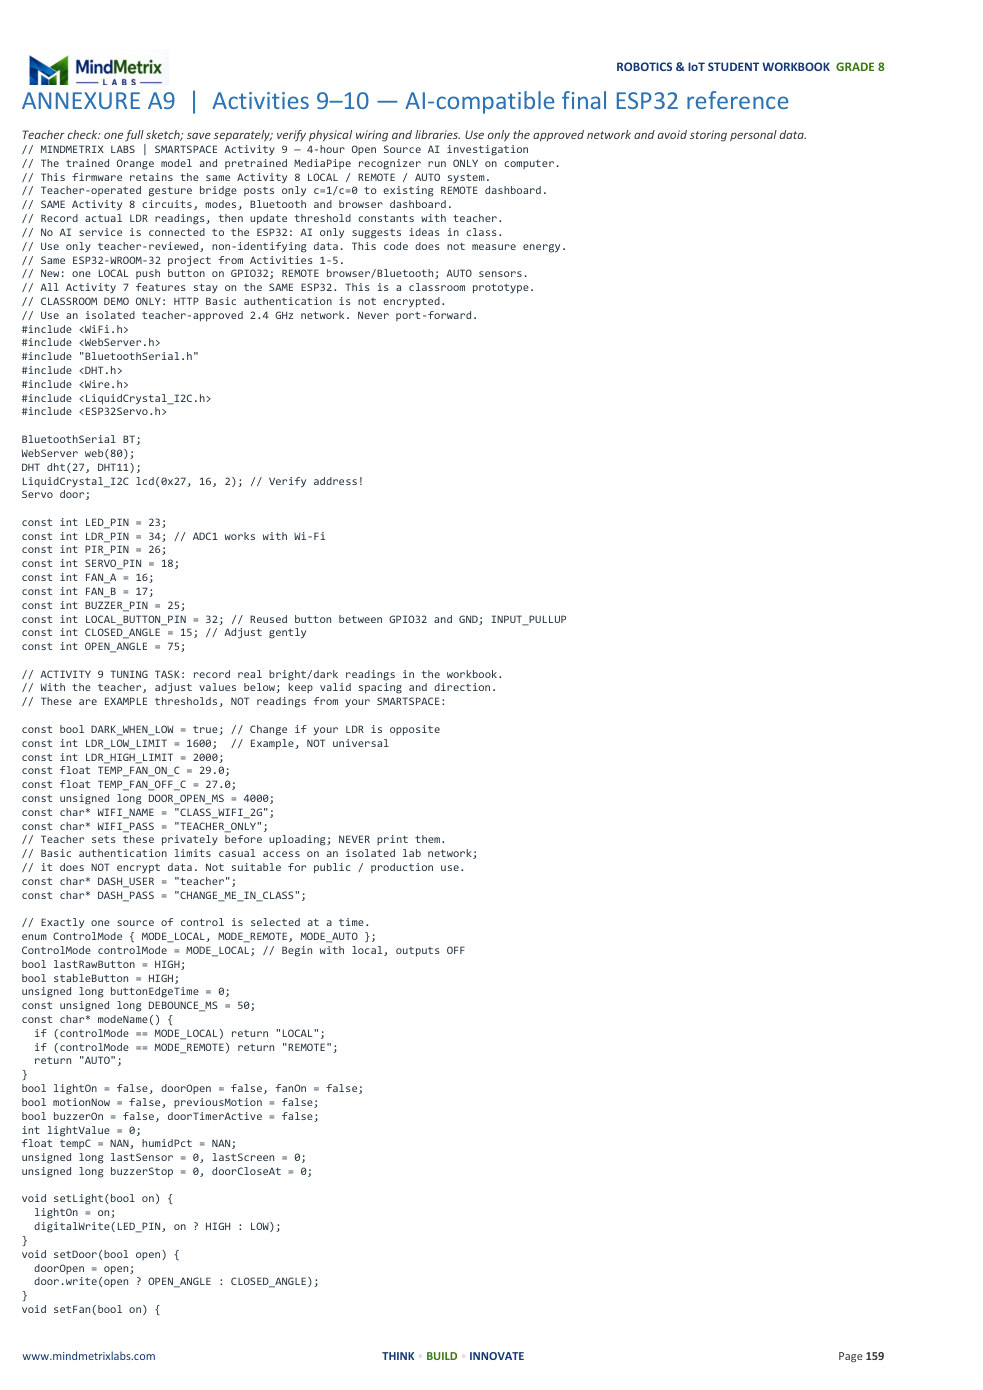 MindMetrix
LABS
ROBOTICS & IoT STUDENT WORKBOOK GRADE 8
ANNEXURE A9 | Activities 9–10 — AI-compatible final ESP32 reference
Teacher check: one full sketch; save separately; verify physical wiring and libraries. Use only the approved network and avoid storing personal data.
// MINDMETRIX LABS | SMARTSPACE Activity 9 — 4-hour Open Source AI investigation
// The trained Orange model and pretrained MediaPipe recognizer run ONLY on computer.
// This firmware retains the same Activity 8 LOCAL / REMOTE / AUTO system.
// Teacher-operated gesture bridge posts only c=1/c=0 to existing REMOTE dashboard.
// SAME Activity 8 circuits, modes, Bluetooth and browser dashboard.
// Record actual LDR readings, then update threshold constants with teacher.
// No AI service is connected to the ESP32: AI only suggests ideas in class.
// Use only teacher-reviewed, non-identifying data. This code does not measure energy.
// Same ESP32-WROOM-32 project from Activities 1-5.
// New: one LOCAL push button on GPIO32; REMOTE browser/Bluetooth; AUTO sensors.
// All Activity 7 features stay on the SAME ESP32. This is a classroom prototype.
// CLASSROOM DEMO ONLY: HTTP Basic authentication is not encrypted.
// Use an isolated teacher-approved 2.4 GHz network. Never port-forward.
#include <WiFi.h>
#include <WebServer.h>
#include "BluetoothSerial.h"
#include <DHT.h>
#include <Wire.h>
#include <LiquidCrystal_I2C.h>
#include <ESP32Servo.h>

BluetoothSerial BT;
WebServer web(80);
DHT dht(27, DHT11);
LiquidCrystal_I2C lcd(0x27, 16, 2); // Verify address!
Servo door;

const int LED_PIN = 23;
const int LDR_PIN = 34; // ADC1 works with Wi-Fi
const int PIR_PIN = 26;
const int SERVO_PIN = 18;
const int FAN_A = 16;
const int FAN_B = 17;
const int BUZZER_PIN = 25;
const int LOCAL_BUTTON_PIN = 32; // Reused button between GPIO32 and GND; INPUT_PULLUP
const int CLOSED_ANGLE = 15; // Adjust gently
const int OPEN_ANGLE = 75;

// ACTIVITY 9 TUNING TASK: record real bright/dark readings in the workbook.
// With the teacher, adjust values below; keep valid spacing and direction.
// These are EXAMPLE thresholds, NOT readings from your SMARTSPACE:

const bool DARK_WHEN_LOW = true; // Change if your LDR is opposite
const int LDR_LOW_LIMIT = 1600;  // Example, NOT universal
const int LDR_HIGH_LIMIT = 2000;
const float TEMP_FAN_ON_C = 29.0;
const float TEMP_FAN_OFF_C = 27.0;
const unsigned long DOOR_OPEN_MS = 4000;
const char* WIFI_NAME = "CLASS_WIFI_2G";
const char* WIFI_PASS = "TEACHER_ONLY";
// Teacher sets these privately before uploading; NEVER print them.
// Basic authentication limits casual access on an isolated lab network;
// it does NOT encrypt data. Not suitable for public / production use.
const char* DASH_USER = "teacher";
const char* DASH_PASS = "CHANGE_ME_IN_CLASS";

// Exactly one source of control is selected at a time.
enum ControlMode { MODE_LOCAL, MODE_REMOTE, MODE_AUTO };
ControlMode controlMode = MODE_LOCAL; // Begin with local, outputs OFF
bool lastRawButton = HIGH;
bool stableButton = HIGH;
unsigned long buttonEdgeTime = 0;
const unsigned long DEBOUNCE_MS = 50;
const char* modeName() {
  if (controlMode == MODE_LOCAL) return "LOCAL";
  if (controlMode == MODE_REMOTE) return "REMOTE";
  return "AUTO";
}
bool lightOn = false, doorOpen = false, fanOn = false;
bool motionNow = false, previousMotion = false;
bool buzzerOn = false, doorTimerActive = false;
int lightValue = 0;
float tempC = NAN, humidPct = NAN;
unsigned long lastSensor = 0, lastScreen = 0;
unsigned long buzzerStop = 0, doorCloseAt = 0;

void setLight(bool on) {
  lightOn = on;
  digitalWrite(LED_PIN, on ? HIGH : LOW);
}
void setDoor(bool open) {
  doorOpen = open;
  door.write(open ? OPEN_ANGLE : CLOSED_ANGLE);
}
void setFan(bool on) {
www.mindmetrixlabs.com
THINK • BUILD • INNOVATE
Page 159